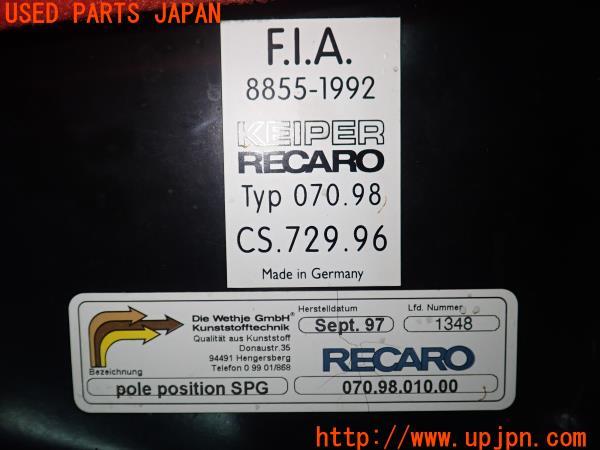 USED PARTS JAPAN
F.I.A.
8855-1992
KEIPER
RECARO
Typ 070.98
CS.729.96
Made in Germany
Die Wethje GmbH®
Kunststofftechnik
Qualität aus Kunststoff
Donaustr.35
94491 Hengersberg
Telefon 0 99 01/868
Herstelldatum
Sept. 97
Lfd. Nummer
1348
RECARO
Bezeichnung
pole position SPG
070.98.010.00
http://www.upjpn.com/